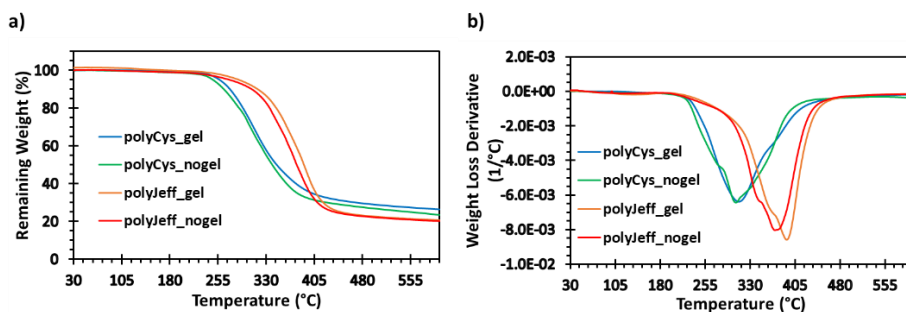 a)
Remaining Weight (%)
100
80
60
40
20
0
polyCys_gel
polyCys_nogel
polyJeff_gel
polyJeff_nogel
30 105 180 255 330 405 480 555
Temperature (°C)
b)
Weight Loss Derivative
(1/°C)
2.0E-03
0.0E+00
-2.0E-03
-4.0E-03
-6.0E-03
-8.0E-03
-1.0E-02
polyCys_gel
polyCys_nogel
polyJeff_gel
polyJeff_nogel
30 105 180 255 330 405 480 555
Temperature (°C)